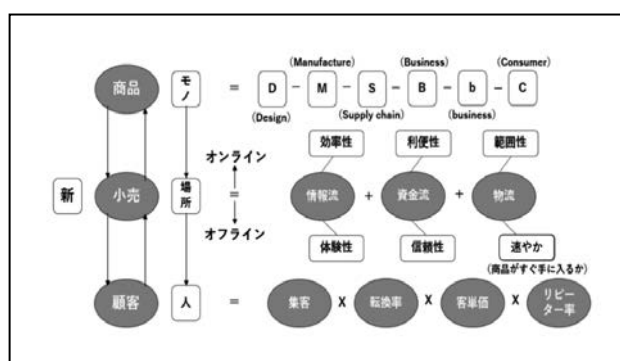 (Manufacture) (Business) (Consumer)
商品 モノ = D - M - S - B - b - C
(Design) (Supply chain) (business)
効率性 利便性 範囲性
オンライン
新 小売 場所 = 情報流 + 資金流 + 物流
オフライン
体験性 信頼性 速やか
(商品がすぐ手に入るか)
顧客 人 = 集客 X 転換率 X 客単価 X リピーター率